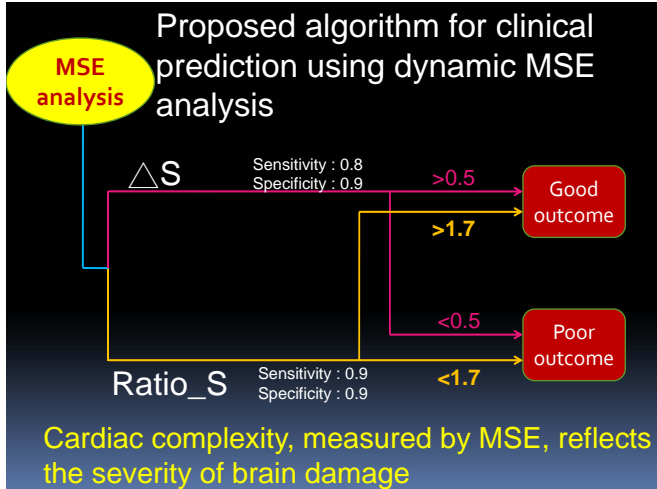 Proposed algorithm for clinical
prediction using dynamic MSE
analysis
MSE
analysis
△S
Sensitivity : 0.8
Specificity : 0.9
>0.5
Good
outcome
>1.7
<0.5
Poor
outcome
Ratio_S
Sensitivity : 0.9
Specificity : 0.9
<1.7
Cardiac complexity, measured by MSE, reflects
the severity of brain damage